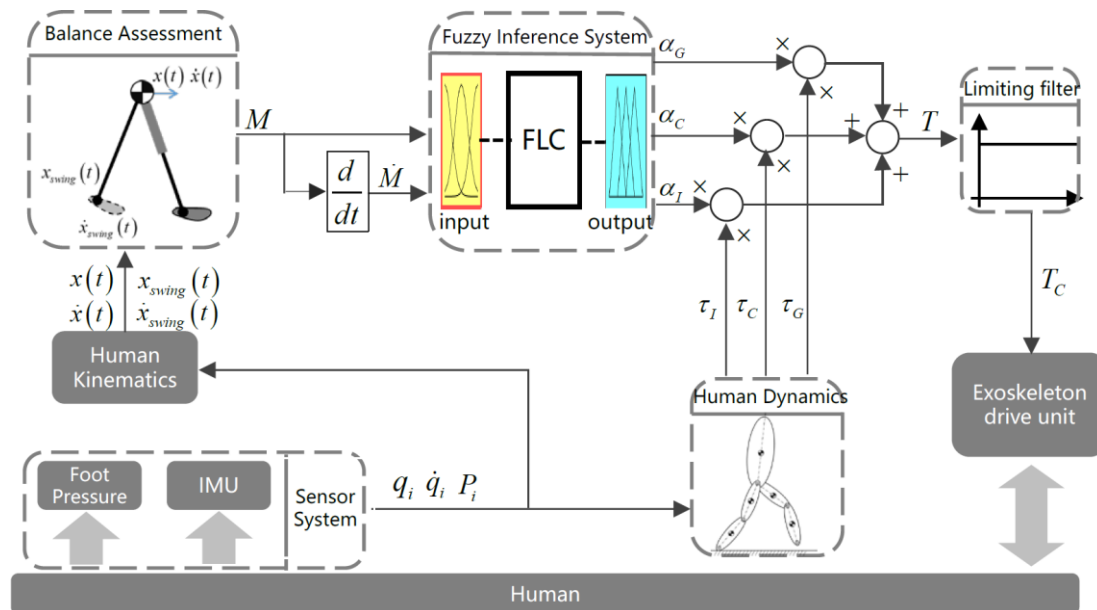 Balance Assessment
x(t) ẋ(t)
x_swing(t)
ẋ_swing(t)
M
d
dt
Ṁ
Fuzzy Inference System
FLC
input
output
α_G
α_C
α_I
×
×
×
×
×
×
+
+
+
T
Limiting filter
T_C
x(t) x_swing(t)
ẋ(t) ẋ_swing(t)
Human
Kinematics
τ_I τ_C τ_G
Human Dynamics
Exoskeleton
drive unit
Foot
Pressure
IMU
Sensor
System
q_i q̇_i P_i
Human